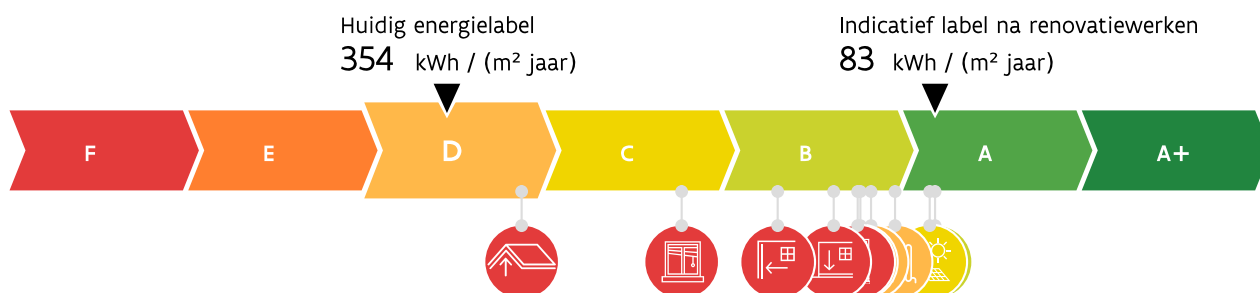 Huidig energielabel
354 kWh / (m² jaar)
Indicatief label na renovatiewerken
83 kWh / (m² jaar)
F E D C B A A+